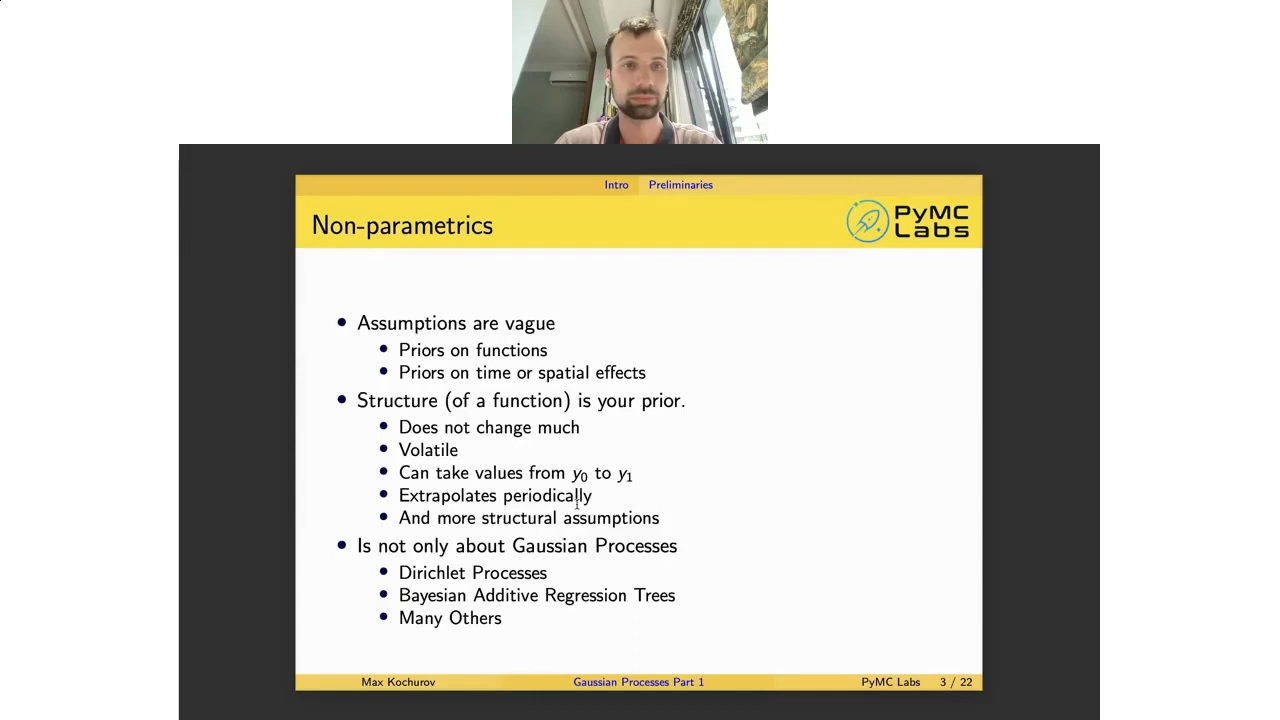 Intro Preliminaries
Non-parametrics
PyMC
Labs
• Assumptions are vague
• Priors on functions
• Priors on time or spatial effects
• Structure (of a function) is your prior.
• Does not change much
• Volatile
• Can take values from y₀ to y₁
• Extrapolates periodically
• And more structural assumptions
• Is not only about Gaussian Processes
• Dirichlet Processes
• Bayesian Additive Regression Trees
• Many Others
Max Kochurov Gaussian Processes Part 1 PyMC Labs 3 / 22